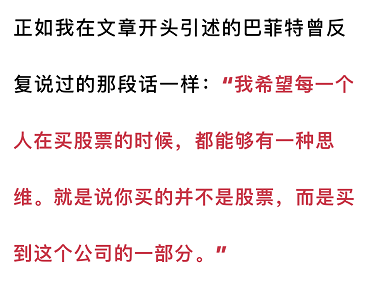 正如我在文章开头引述的巴菲特曾反
复说过的那段话一样：“我希望每一个
人在买股票的时候，都能够有一种思
维。就是说你买的并不是股票，而是买
到这个公司的一部分。”